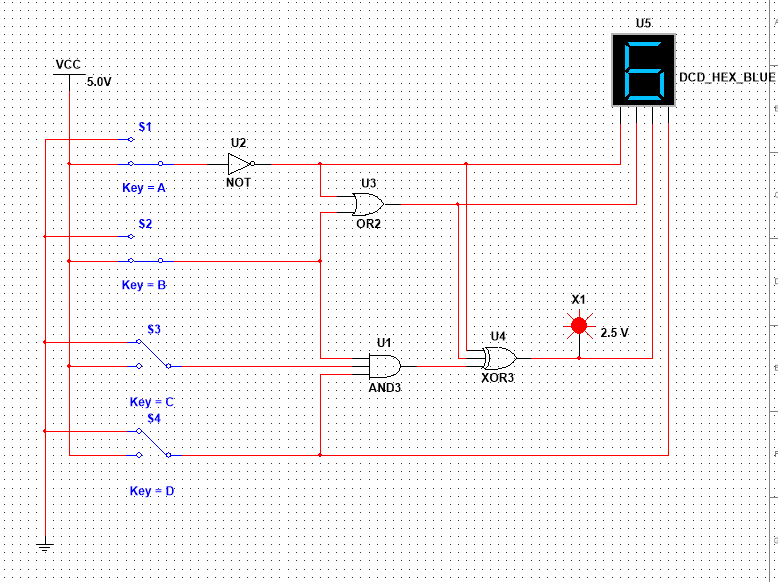 U5
VCC
5.0V
DCD_HEX_BLUE
6
S1
U2
Key = A
NOT
U3
S2
OR2
Key = B
X1
S3
U1
U4
2.5 V
AND3
XOR3
Key = C
S4
Key = D